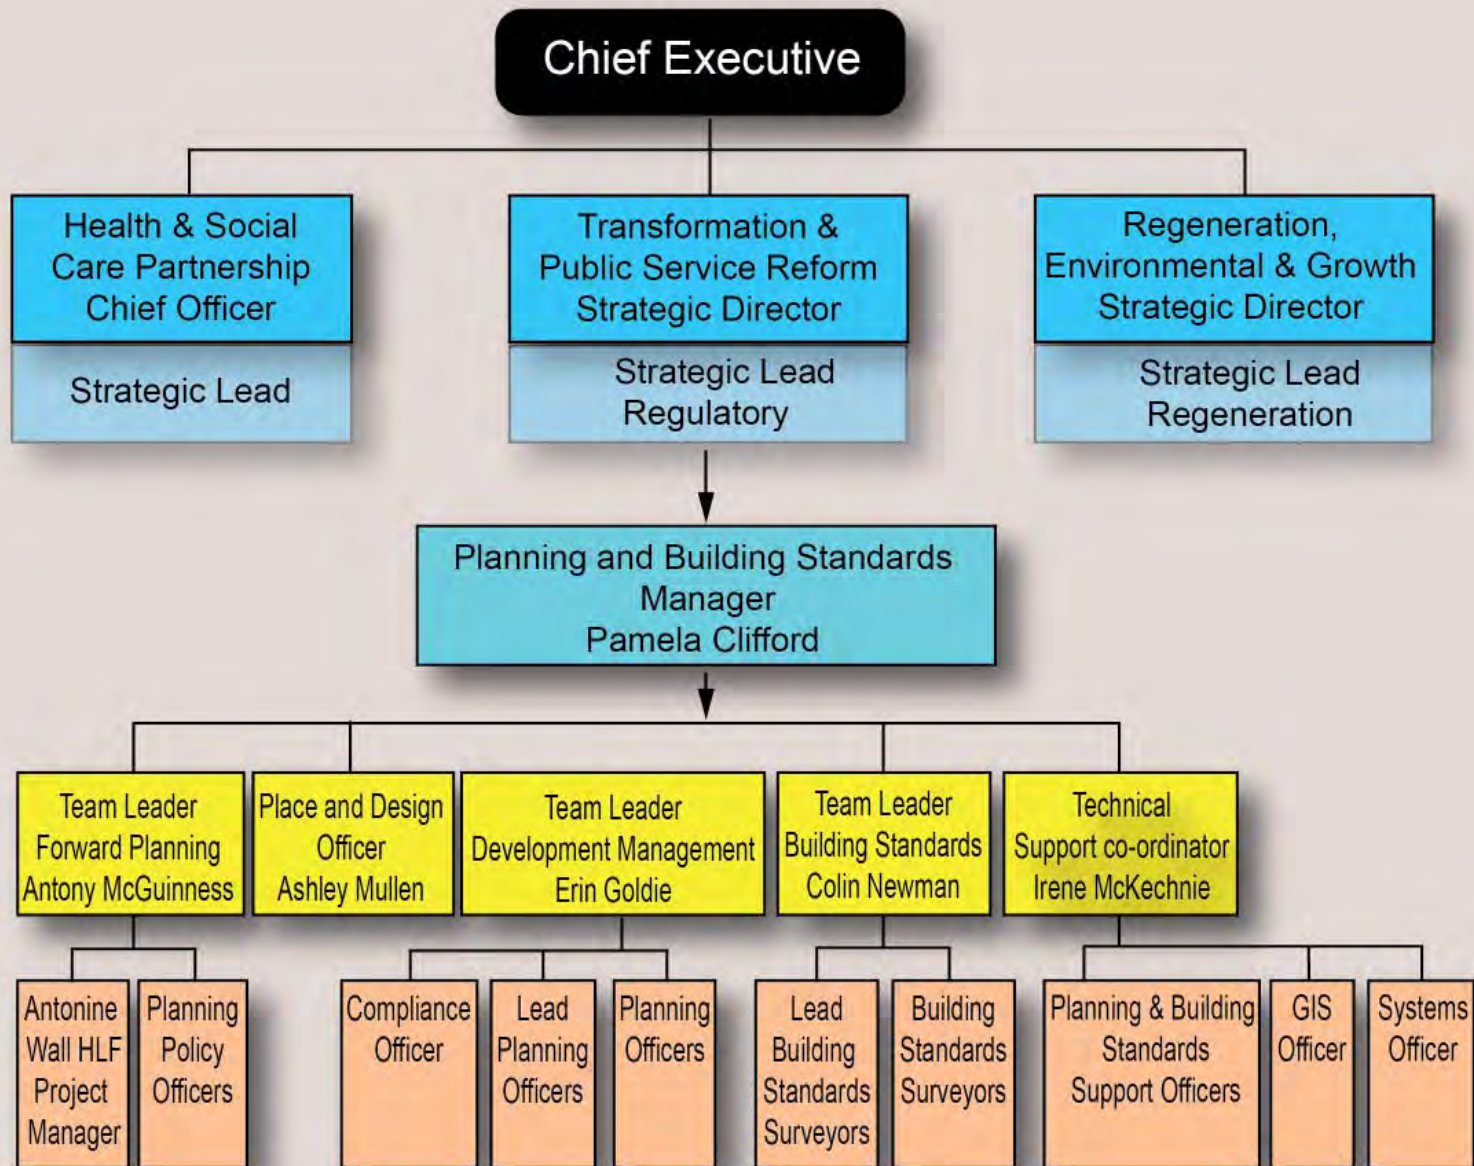 Chief Executive
Health & Social
Care Partnership
Chief Officer
Strategic Lead
Transformation &
Public Service Reform
Strategic Director
Strategic Lead
Regulatory
Regeneration,
Environmental & Growth
Strategic Director
Strategic Lead
Regeneration
Planning and Building Standards
Manager
Pamela Clifford
Team Leader
Forward Planning
Antony McGuinness
Place and Design
Officer
Ashley Mullen
Team Leader
Development Management
Erin Goldie
Team Leader
Building Standards
Colin Newman
Technical
Support co-ordinator
Irene McKechnie
Antonine
Wall HLF
Project
Manager
Planning
Policy
Officers
Compliance
Officer
Lead
Planning
Officers
Planning
Officers
Lead
Building
Standards
Surveyors
Building
Standards
Surveyors
Planning & Building
Standards
Support Officers
GIS
Officer
Systems
Officer